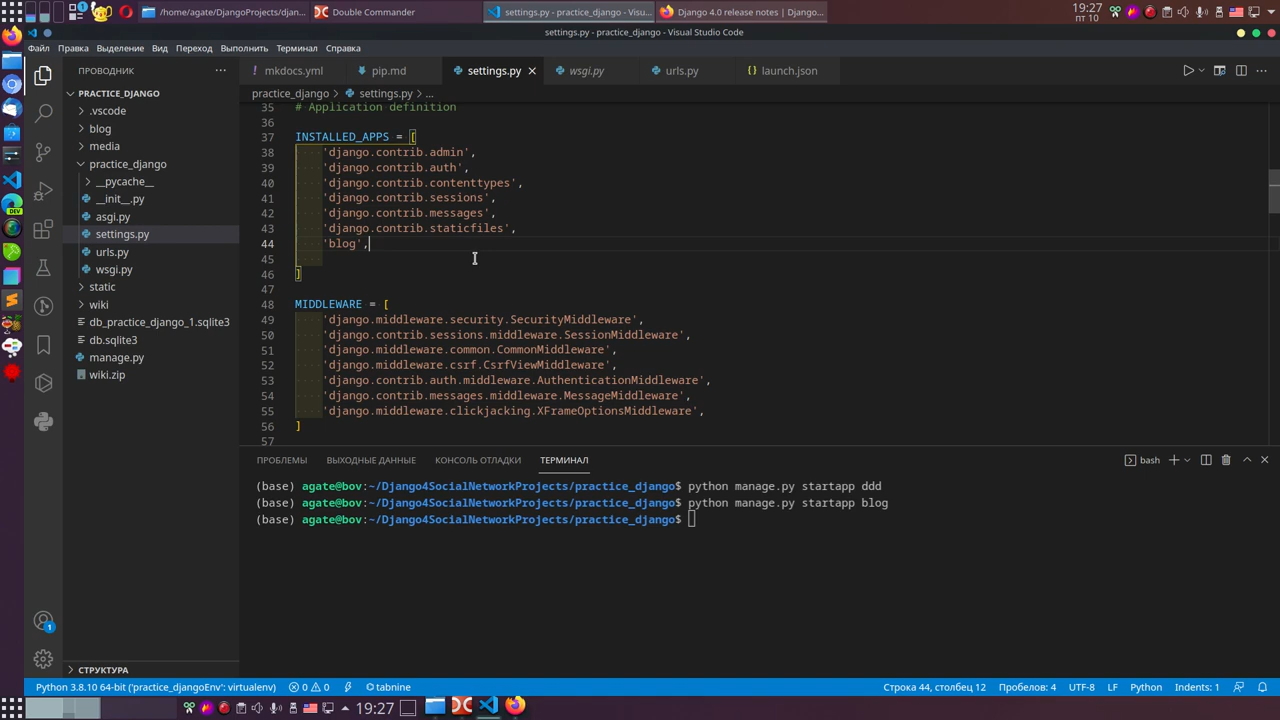 /home/agate/DjangoProjects/djan...
Double Commander
settings.py - practice_django - Visu...
Django 4.0 release notes | Django...
19:27
пт 10
settings.py - practice_django - Visual Studio Code
Файл Правка Выделение Вид Переход Выполнить Терминал Справка
ПРОВОДНИК
mkdocs.yml
pip.md
settings.py
wsgi.py
urls.py
launch.json
practice_django > settings.py > ...
PRACTICE_DJANGO
.vscode
blog
media
practice_django
__pycache__
__init__.py
asgi.py
settings.py
urls.py
wsgi.py
static
wiki
db_practice_django_1.sqlite3
db.sqlite3
manage.py
wiki.zip
СТРУКТУРА
DEV
1
35 # Application definition
36
37 INSTALLED_APPS = [
38 'django.contrib.admin',
39 'django.contrib.auth',
40 'django.contrib.contenttypes',
41 'django.contrib.sessions',
42 'django.contrib.messages',
43 'django.contrib.staticfiles',
44 'blog',
45
46 ]
47
48 MIDDLEWARE = [
49 'django.middleware.security.SecurityMiddleware',
50 'django.contrib.sessions.middleware.SessionMiddleware',
51 'django.middleware.common.CommonMiddleware',
52 'django.middleware.csrf.CsrfViewMiddleware',
53 'django.contrib.auth.middleware.AuthenticationMiddleware',
54 'django.contrib.messages.middleware.MessageMiddleware',
55 'django.middleware.clickjacking.XFrameOptionsMiddleware',
56 ]
57
ПРОБЛЕМЫ ВЫХОДНЫЕ ДАННЫЕ КОНСОЛЬ ОТЛАДКИ ТЕРМИНАЛ
bash
(base) agate@bov:~/Django4SocialNetworkProjects/practice_django$ python manage.py startapp ddd
(base) agate@bov:~/Django4SocialNetworkProjects/practice_django$ python manage.py startapp blog
(base) agate@bov:~/Django4SocialNetworkProjects/practice_django$
Python 3.8.10 64-bit ('practice_djangoEnv': virtualenv) 0 0 tabnine
Строка 44, столбец 12 Пробелов: 4 UTF-8 LF Python Indents: 1
19:27